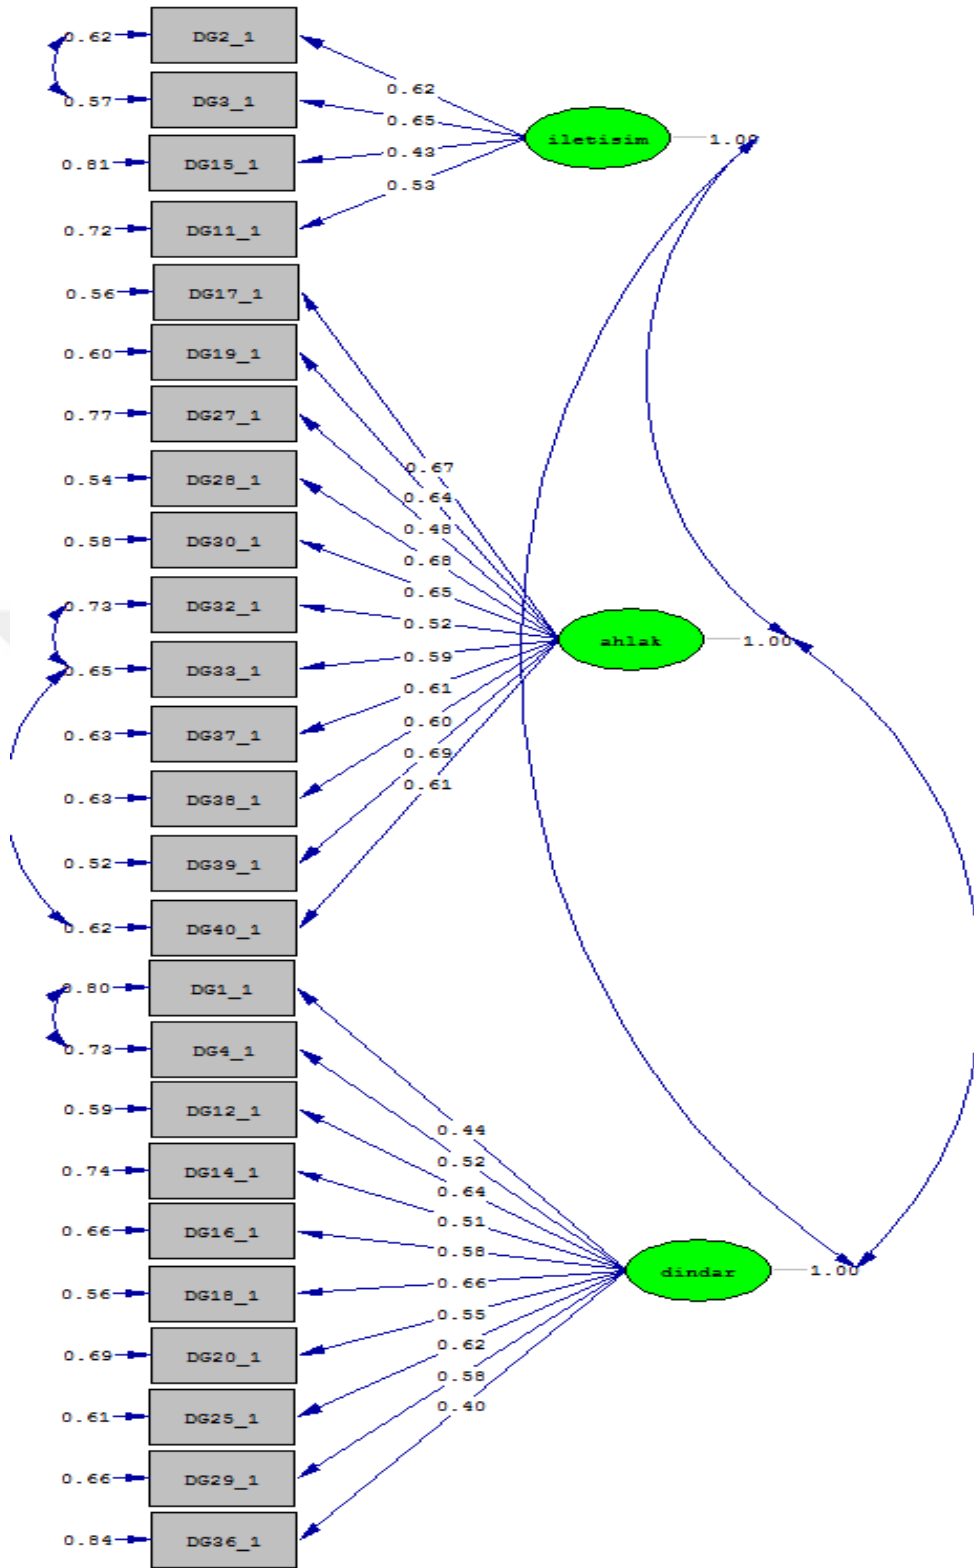 0.62 DG2_1
0.62
0.57 DG3_1
0.65
iletisim 1.00
0.81 DG15_1
0.43
0.53
0.72 DG11_1
0.56 DG17_1
0.60 DG19_1
0.77 DG27_1
0.67
0.54 DG28_1
0.64
0.48
0.58 DG30_1
0.68
0.65
0.73 DG32_1
0.52
ahlak 1.00
0.65 DG33_1
0.59
0.61
0.63 DG37_1
0.60
0.69
0.61
0.63 DG38_1
0.52 DG39_1
0.62 DG40_1
0.80 DG1_1
0.73 DG4_1
0.59 DG12_1
0.44
0.52
0.74 DG14_1
0.64
0.51
0.66 DG16_1
0.58
dindar 1.00
0.56 DG18_1
0.66
0.55
0.69 DG20_1
0.62
0.58
0.40
0.61 DG25_1
0.66 DG29_1
0.84 DG36_1